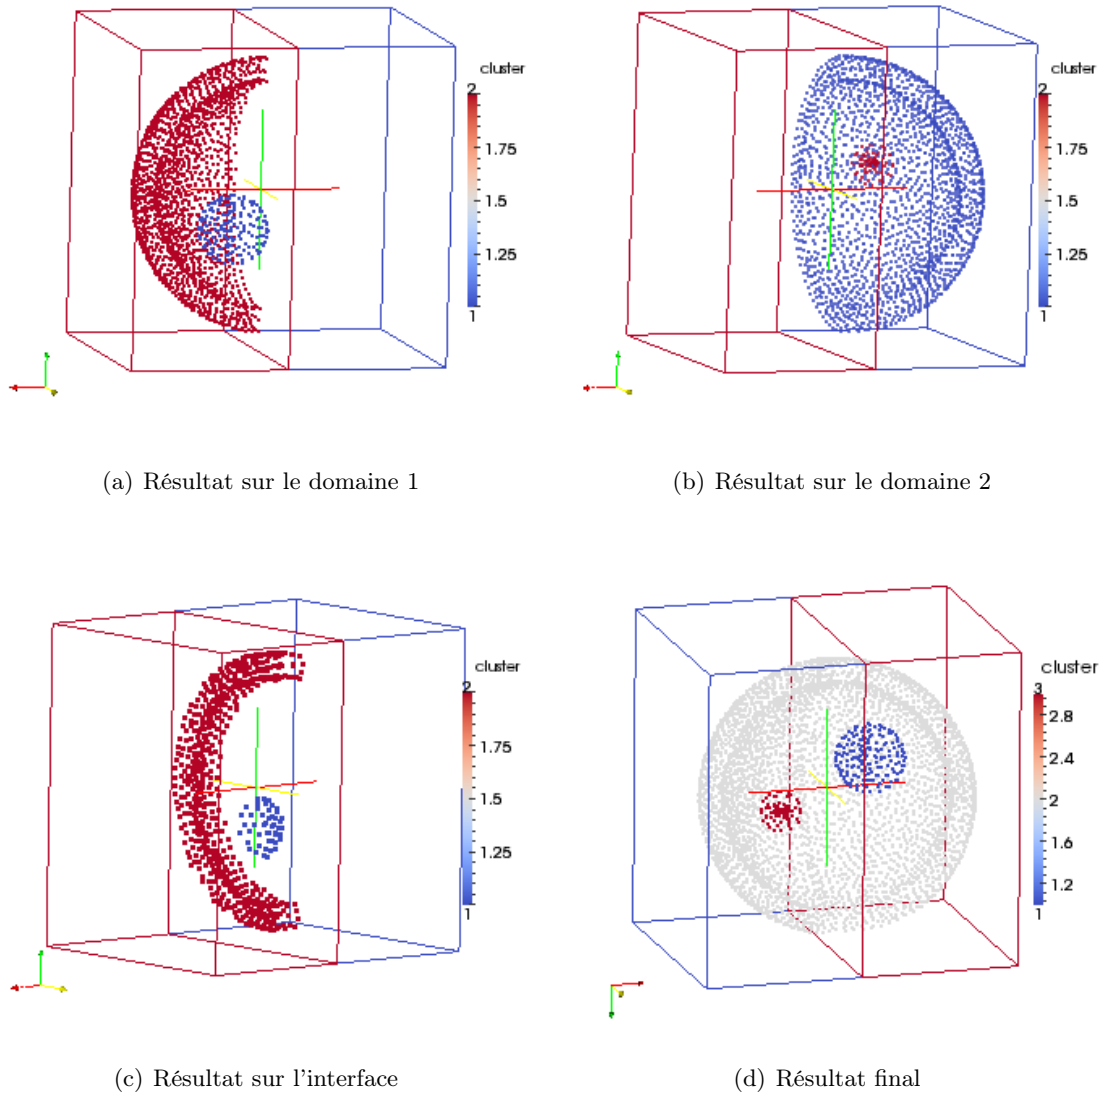 cluster
2
1.75
1.5
1.25
1
cluster
2
1.75
1.5
1.25
1
(a) Résultat sur le domaine 1
(b) Résultat sur le domaine 2
cluster
2
1.75
1.5
1.25
1
cluster
3
2.8
2.4
2
1.6
1.2
1
(c) Résultat sur l'interface
(d) Résultat final